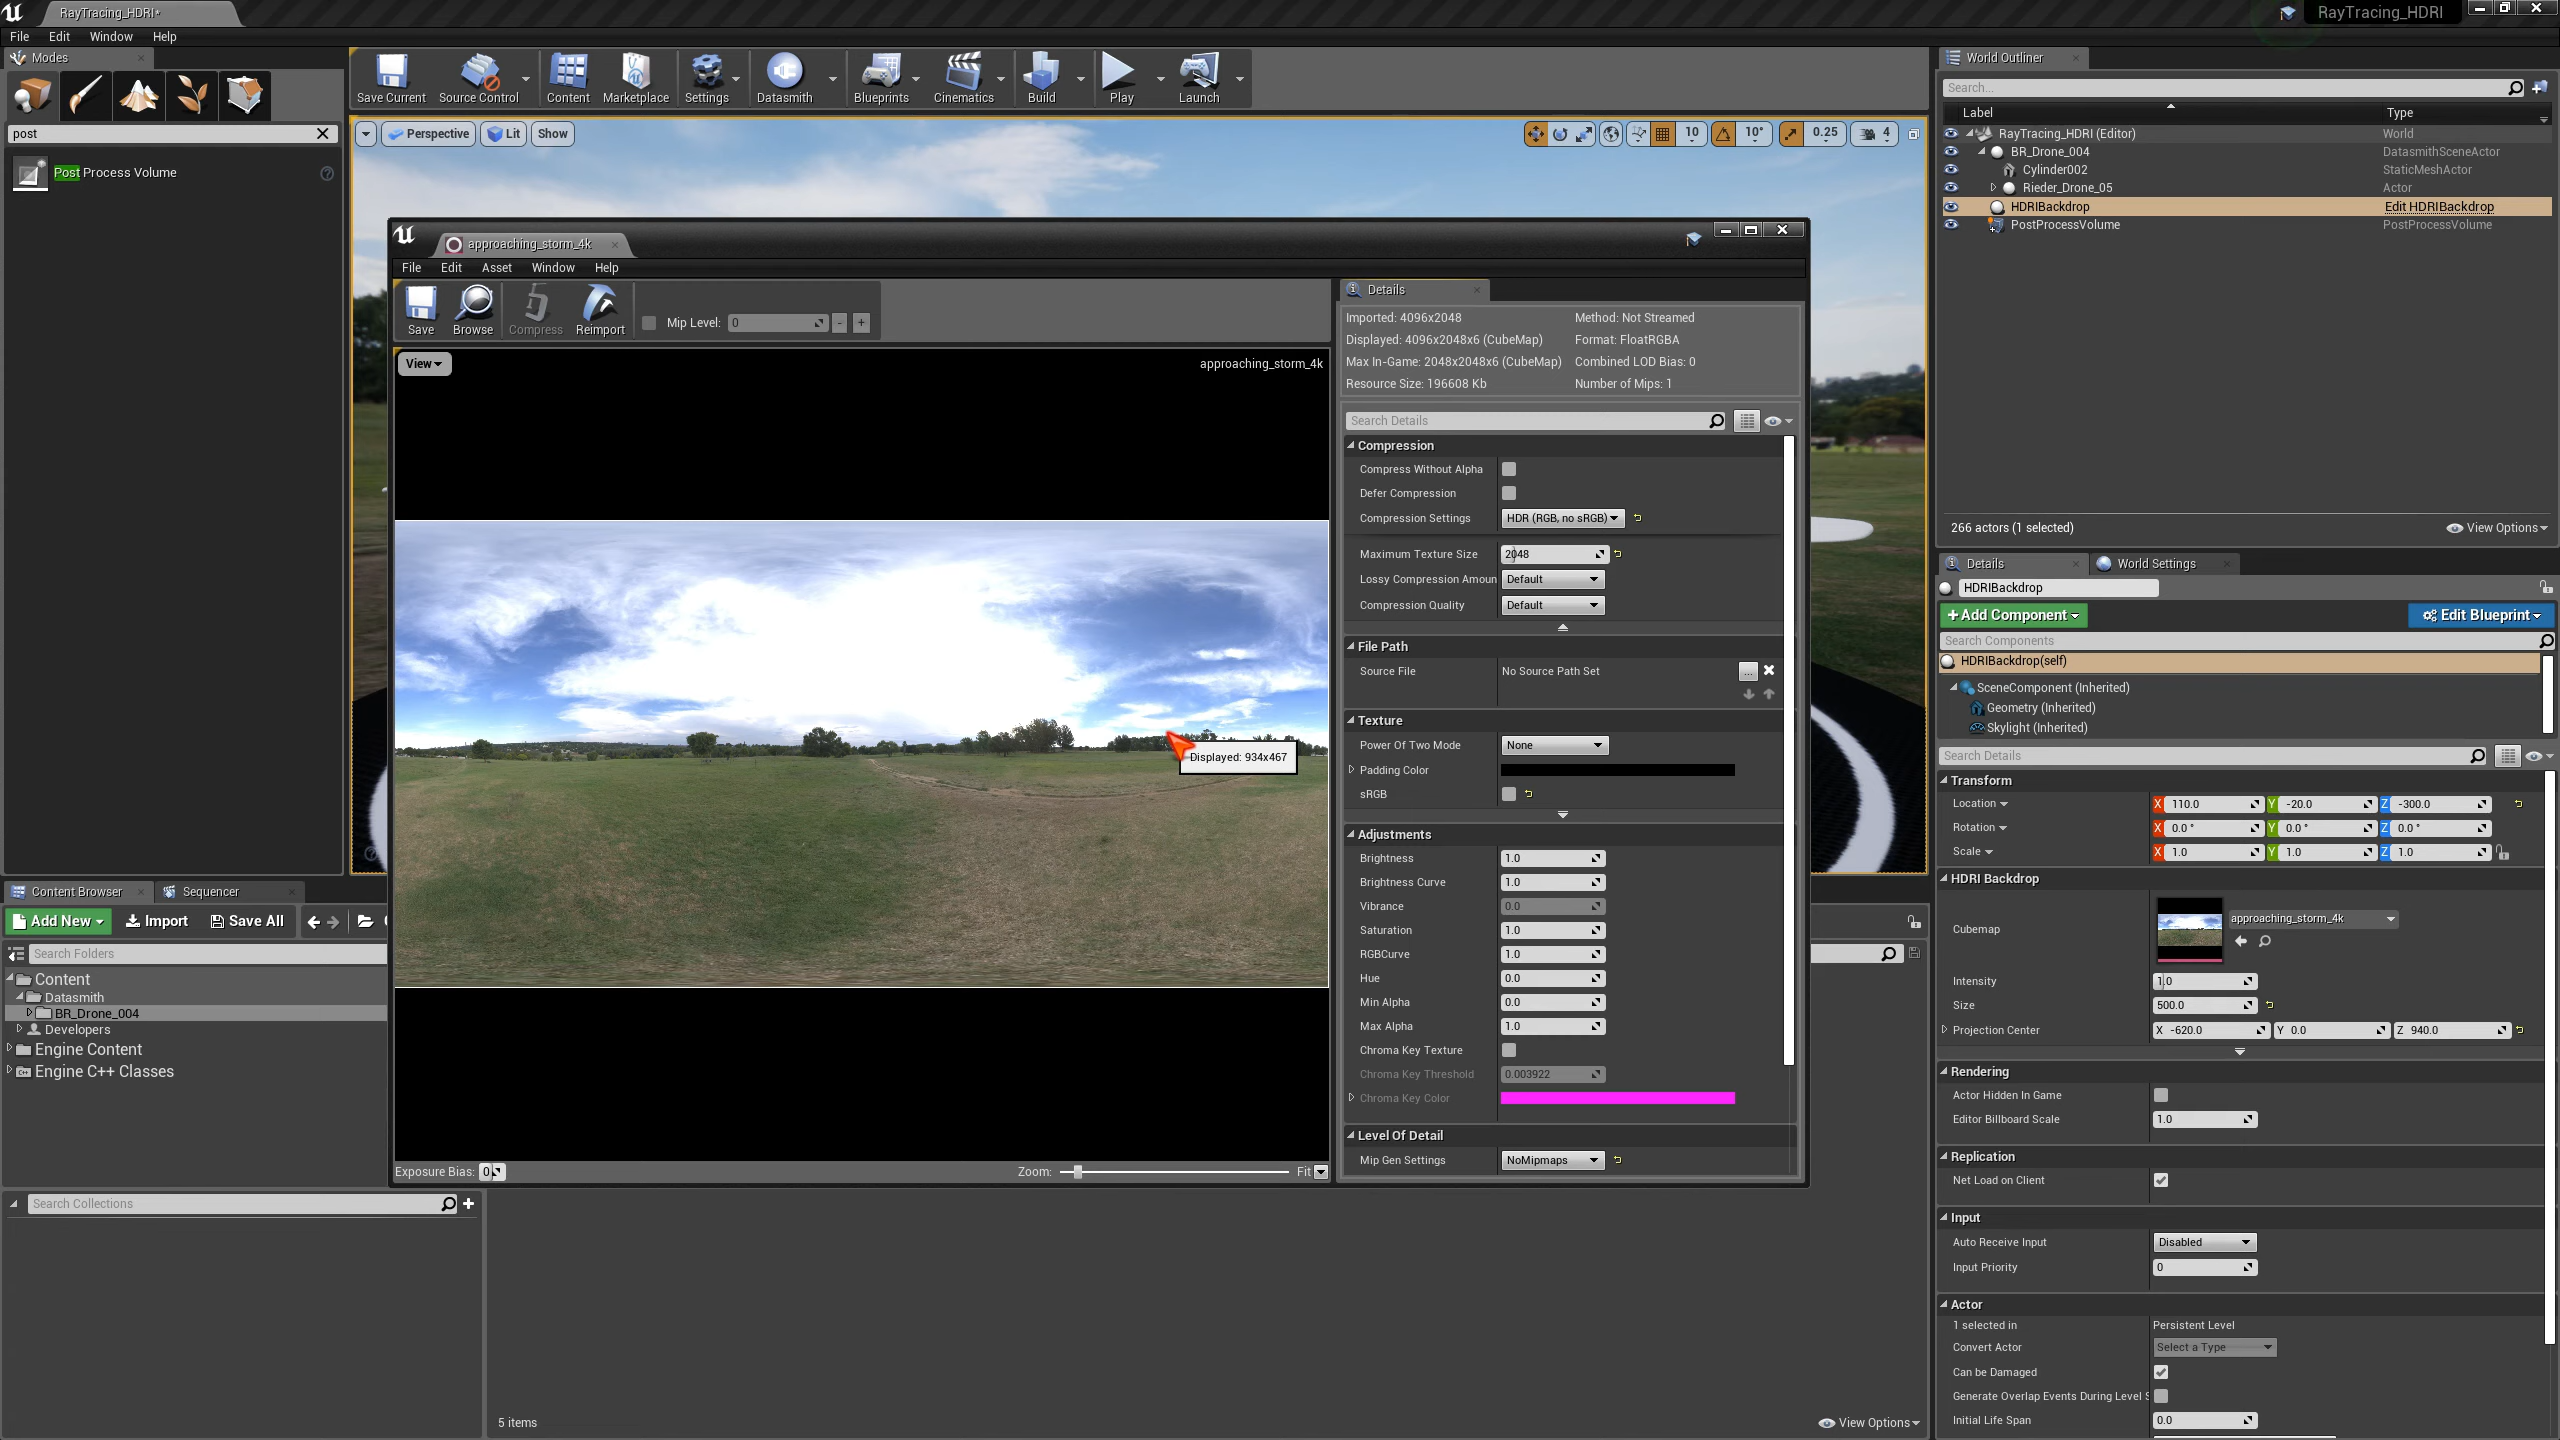 RayTracing_HDRI*
RayTracing_HDRI
File Edit Window Help
Modes
post
Post Process Volume
Save Current
Source Control
Content
Marketplace
Settings
Datasmith
Blueprints
Cinematics
Build
Play
Launch
Perspective
Lit
Show
10
10°
0.25
4
approaching_storm_4k
File Edit Asset Window Help
Save
Browse
Compress
Reimport
Mip Level: 0 - +
View
approaching_storm_4k
Displayed: 934x467
Exposure Bias: 0
Zoom:
Fit
Details
Imported: 4096x2048
Method: Not Streamed
Displayed: 4096x2048x6 (CubeMap)
Format: FloatRGBA
Max In-Game: 2048x2048x6 (CubeMap)
Combined LOD Bias: 0
Resource Size: 196608 Kb
Number of Mips: 1
Search Details
Compression
Compress Without Alpha
Defer Compression
Compression Settings HDR (RGB, no sRGB)
Maximum Texture Size 2048
Lossy Compression Amoun Default
Compression Quality Default
File Path
Source File No Source Path Set ...
Texture
Power Of Two Mode None
Padding Color
sRGB
Adjustments
Brightness 1.0
Brightness Curve 1.0
Vibrance 0.0
Saturation 1.0
RGBCurve 1.0
Hue 0.0
Min Alpha 0.0
Max Alpha 1.0
Chroma Key Texture
Chroma Key Threshold 0.003922
Chroma Key Color
Level Of Detail
Mip Gen Settings NoMipmaps
Content Browser
Sequencer
Add New Import Save All
Search Folders
Content
Datasmith
BR_Drone_004
Developers
Engine Content
Engine C++ Classes
Search Collections
5 items
View Options
World Outliner
Search...
Label Type
RayTracing_HDRI (Editor) World
BR_Drone_004 DatasmithSceneActor
Cylinder002 StaticMeshActor
Rieder_Drone_05 Actor
HDRIBackdrop Edit HDRIBackdrop
PostProcessVolume PostProcessVolume
266 actors (1 selected)
View Options
Details
World Settings
HDRIBackdrop
+Add Component
Edit Blueprint
Search Components
HDRIBackdrop(self)
SceneComponent (Inherited)
Geometry (Inherited)
Skylight (Inherited)
Search Details
Transform
Location X 110.0 Y -20.0 Z -300.0
Rotation X 0.0 ° Y 0.0 ° Z 0.0 °
Scale X 1.0 Y 1.0 Z 1.0
HDRI Backdrop
Cubemap approaching_storm_4k
Intensity 1.0
Size 500.0
Projection Center X -620.0 Y 0.0 Z 940.0
Rendering
Actor Hidden In Game
Editor Billboard Scale 1.0
Replication
Net Load on Client
Input
Auto Receive Input Disabled
Input Priority 0
Actor
1 selected in Persistent Level
Convert Actor Select a Type
Can be Damaged
Generate Overlap Events During Level S
Initial Life Span 0.0